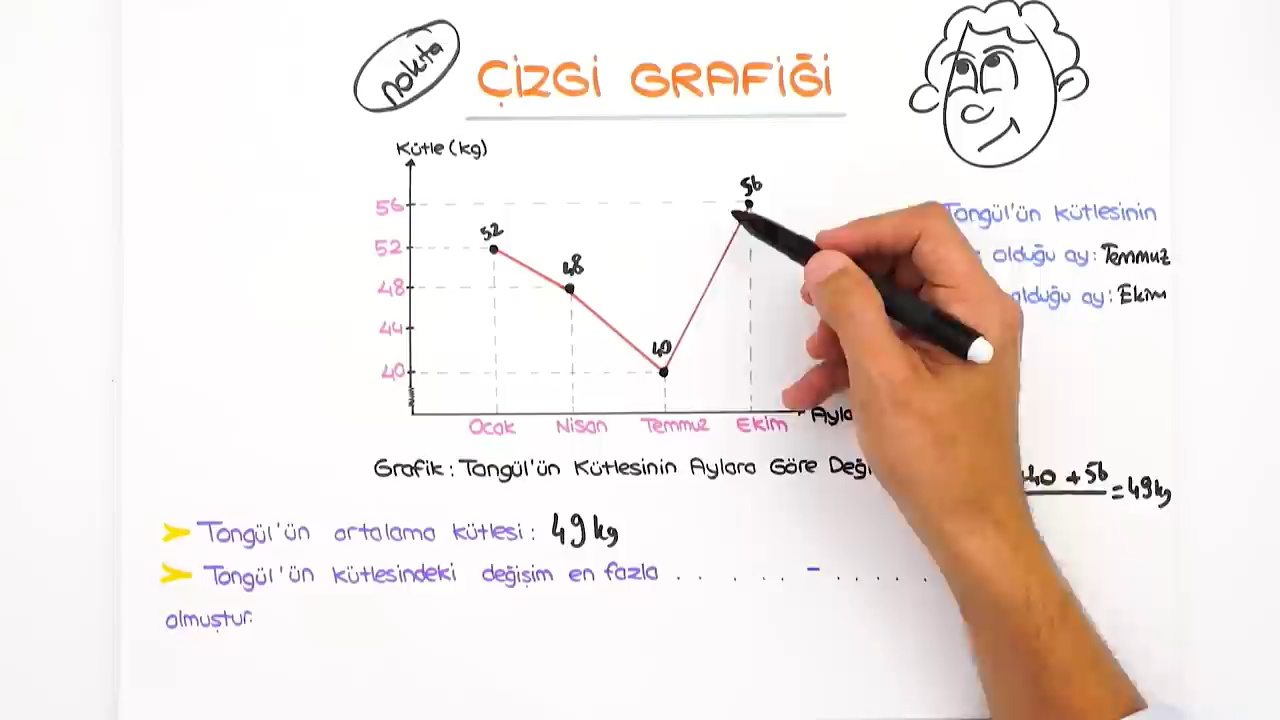 nokta
ÇİZGİ GRAFİĞİ
Kütle (kg)
56
52
48
44
40
52
48
40
56
Ocak Nisan Temmuz Ekim
Grafik : Tongül'ün Kütlesinin Aylara Göre
Tongül'ün kütlesinin
olduğu ay : Temmuz
olduğu ay : Ekim
40 + 56
= 49 kg
➤ Tongül'ün ortalama kütlesi : 49 kg
➤ Tongül'ün kütlesindeki değişim en fazla . . . . . . - . . . . .
olmuştur.